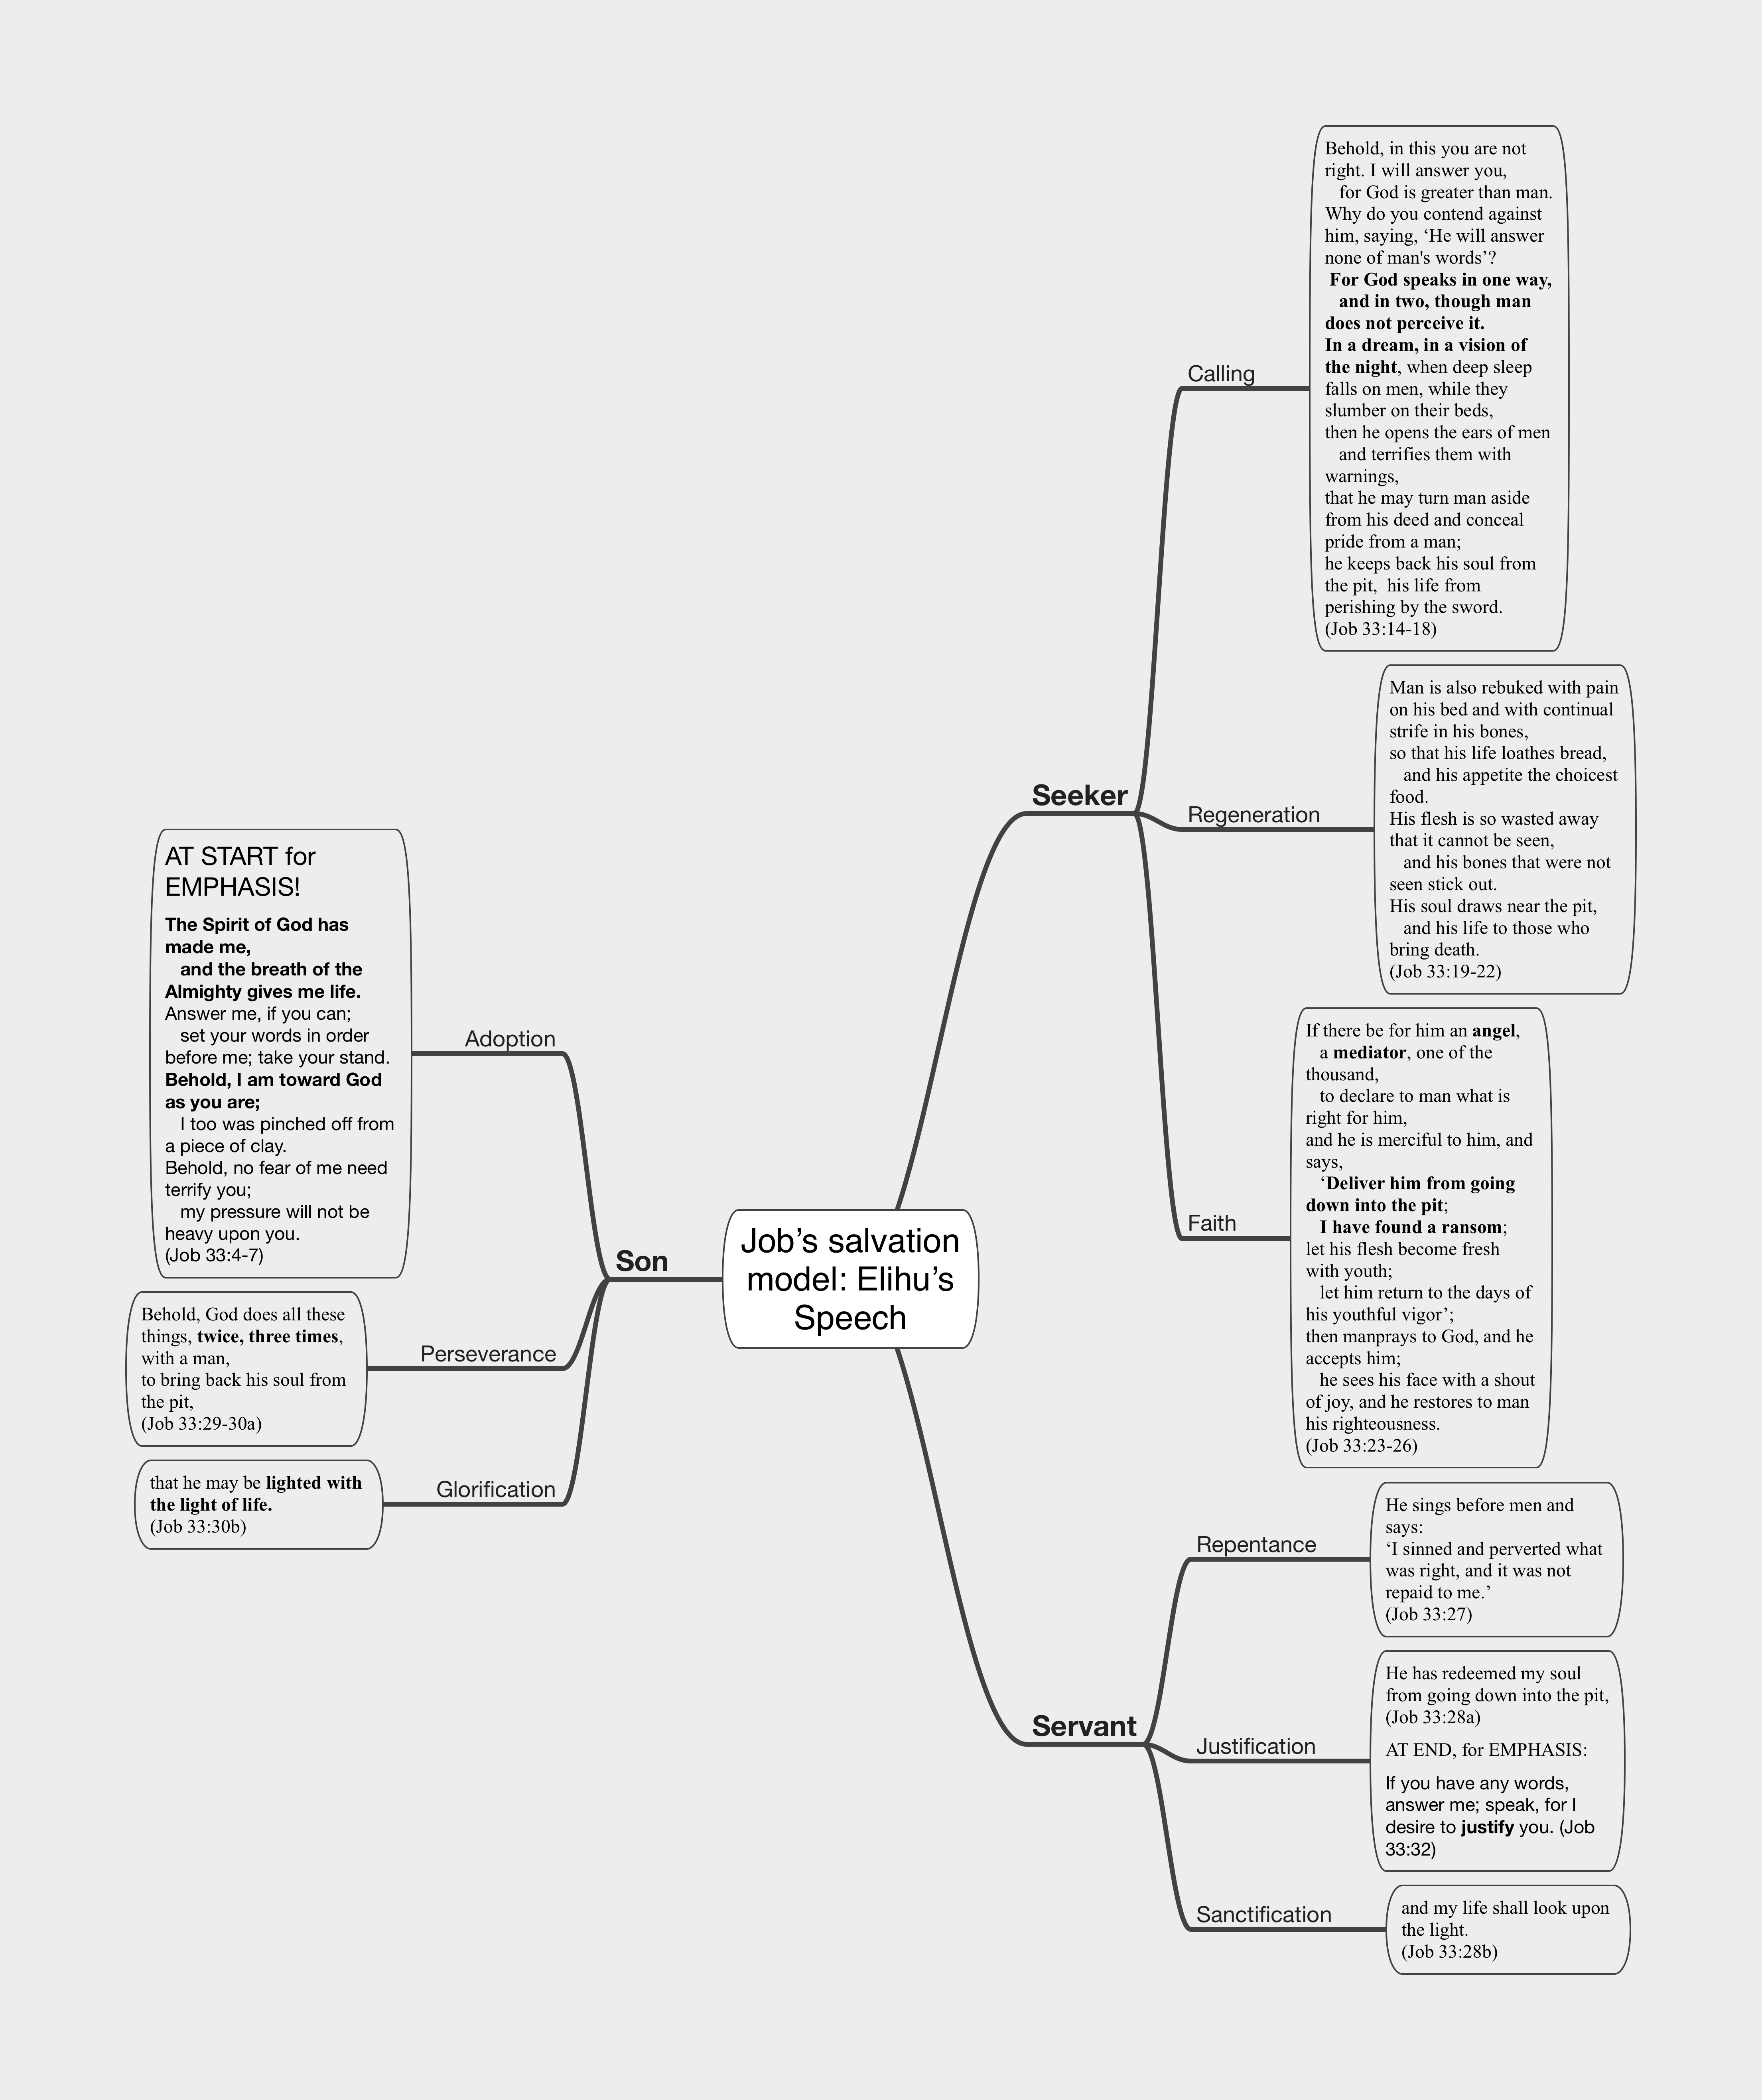 Job’s salvation
model: Elihu’s
Speech
Seeker
Calling
Behold, in this you are not
right. I will answer you,
for God is greater than man.
Why do you contend against
him, saying, ‘He will answer
none of man's words’?
For God speaks in one way,
and in two, though man
does not perceive it.
In a dream, in a vision of
the night, when deep sleep
falls on men, while they
slumber on their beds,
then he opens the ears of men
and terrifies them with
warnings,
that he may turn man aside
from his deed and conceal
pride from a man;
he keeps back his soul from
the pit,  his life from
perishing by the sword.
(Job 33:14-18)
Regeneration
Man is also rebuked with pain
on his bed and with continual
strife in his bones,
so that his life loathes bread,
and his appetite the choicest
food.
His flesh is so wasted away
that it cannot be seen,
and his bones that were not
seen stick out.
His soul draws near the pit,
and his life to those who
bring death.
(Job 33:19-22)
Faith
If there be for him an angel,
a mediator, one of the
thousand,
to declare to man what is
right for him,
and he is merciful to him, and
says,
‘Deliver him from going
down into the pit;
I have found a ransom;
let his flesh become fresh
with youth;
let him return to the days of
his youthful vigor’;
then manprays to God, and he
accepts him;
he sees his face with a shout
of joy, and he restores to man
his righteousness.
(Job 33:23-26)
Servant
Repentance
He sings before men and
says:
‘I sinned and perverted what
was right, and it was not
repaid to me.’
(Job 33:27)
Justification
He has redeemed my soul
from going down into the pit,
(Job 33:28a)
AT END, for EMPHASIS:
If you have any words,
answer me; speak, for I
desire to justify you. (Job
33:32)
Sanctification
and my life shall look upon
the light.
(Job 33:28b)
Son
Adoption
AT START for
EMPHASIS!
The Spirit of God has
made me,
and the breath of the
Almighty gives me life.
Answer me, if you can;
set your words in order
before me; take your stand.
Behold, I am toward God
as you are;
I too was pinched off from
a piece of clay.
Behold, no fear of me need
terrify you;
my pressure will not be
heavy upon you.
(Job 33:4-7)
Perseverance
Behold, God does all these
things, twice, three times,
with a man,
to bring back his soul from
the pit,
(Job 33:29-30a)
Glorification
that he may be lighted with
the light of life.
(Job 33:30b)